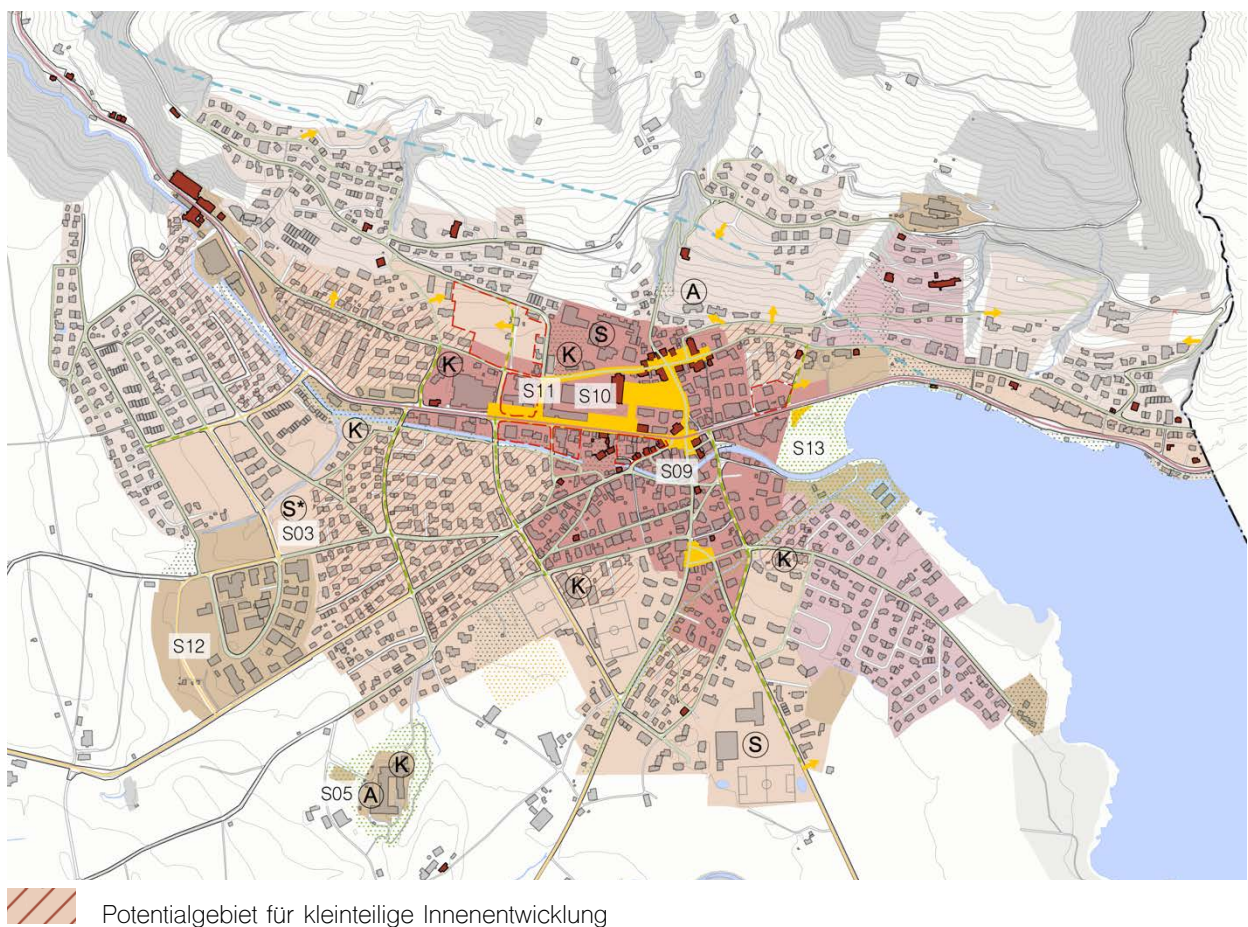 A
S
K
K
S11
S10
K
S13
S09
S*
S03
K
K
S12
S
K
S05
A
Potentialgebiet für kleinteilige Innenentwicklung